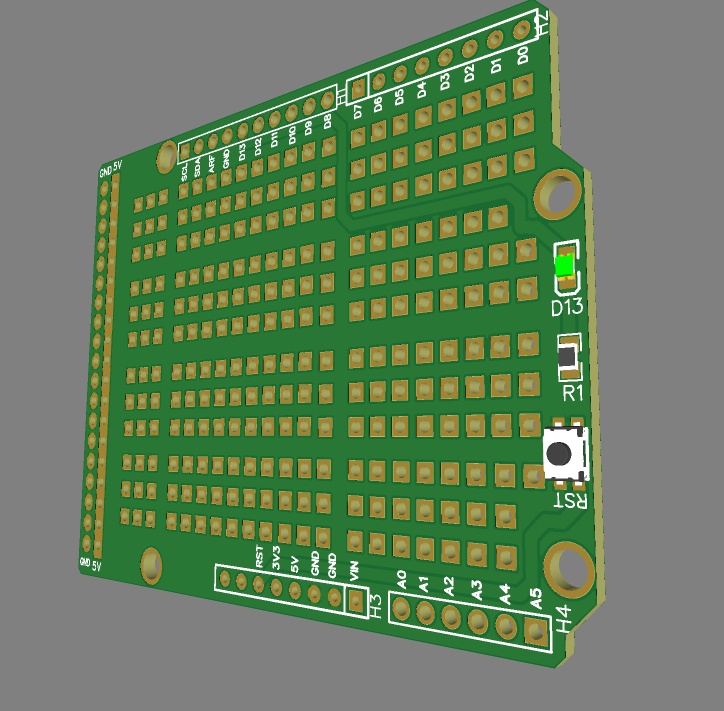 H2
D0
D1
D2
D3
D4
D5
D6
D7
D8
D9
D10
D11
D12
D13
GND
ARF
SDA
SCL
GND 5V
D13
R1
RST
GND 5V
RST
3V3
5V
GND
GND
VIN
H3
A0
A1
A2
A3
A4
A5
H4